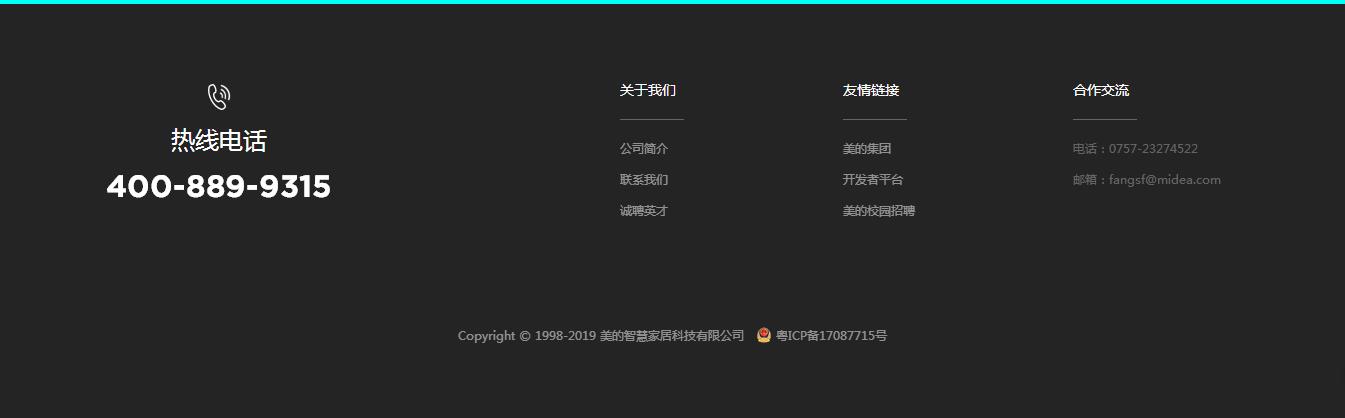 热线电话
400-889-9315
关于我们
公司简介
联系我们
诚聘英才
友情链接
美的集团
开发者平台
美的校园招聘
合作交流
电话：0757-23274522
邮箱：fangsf@midea.com
Copyright © 1998-2019 美的智慧家居科技有限公司 粤ICP备17087715号